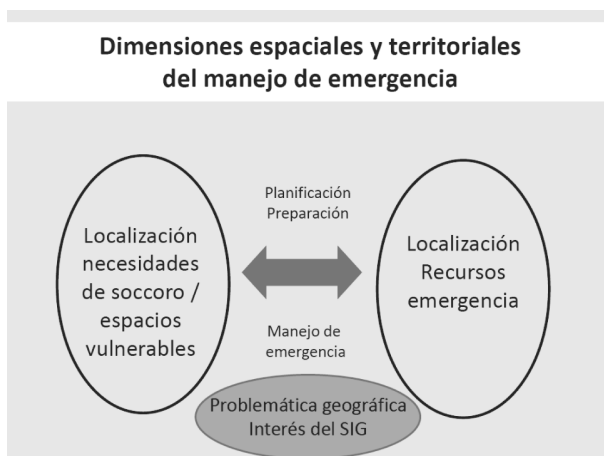 Dimensiones espaciales y territoriales
del manejo de emergencia
Localización
necesidades
de soccoro /
espacios
vulnerables
Planificación
Preparación
Manejo de
emergencia
Localización
Recursos
emergencia
Problemática geográfica
Interés del SIG